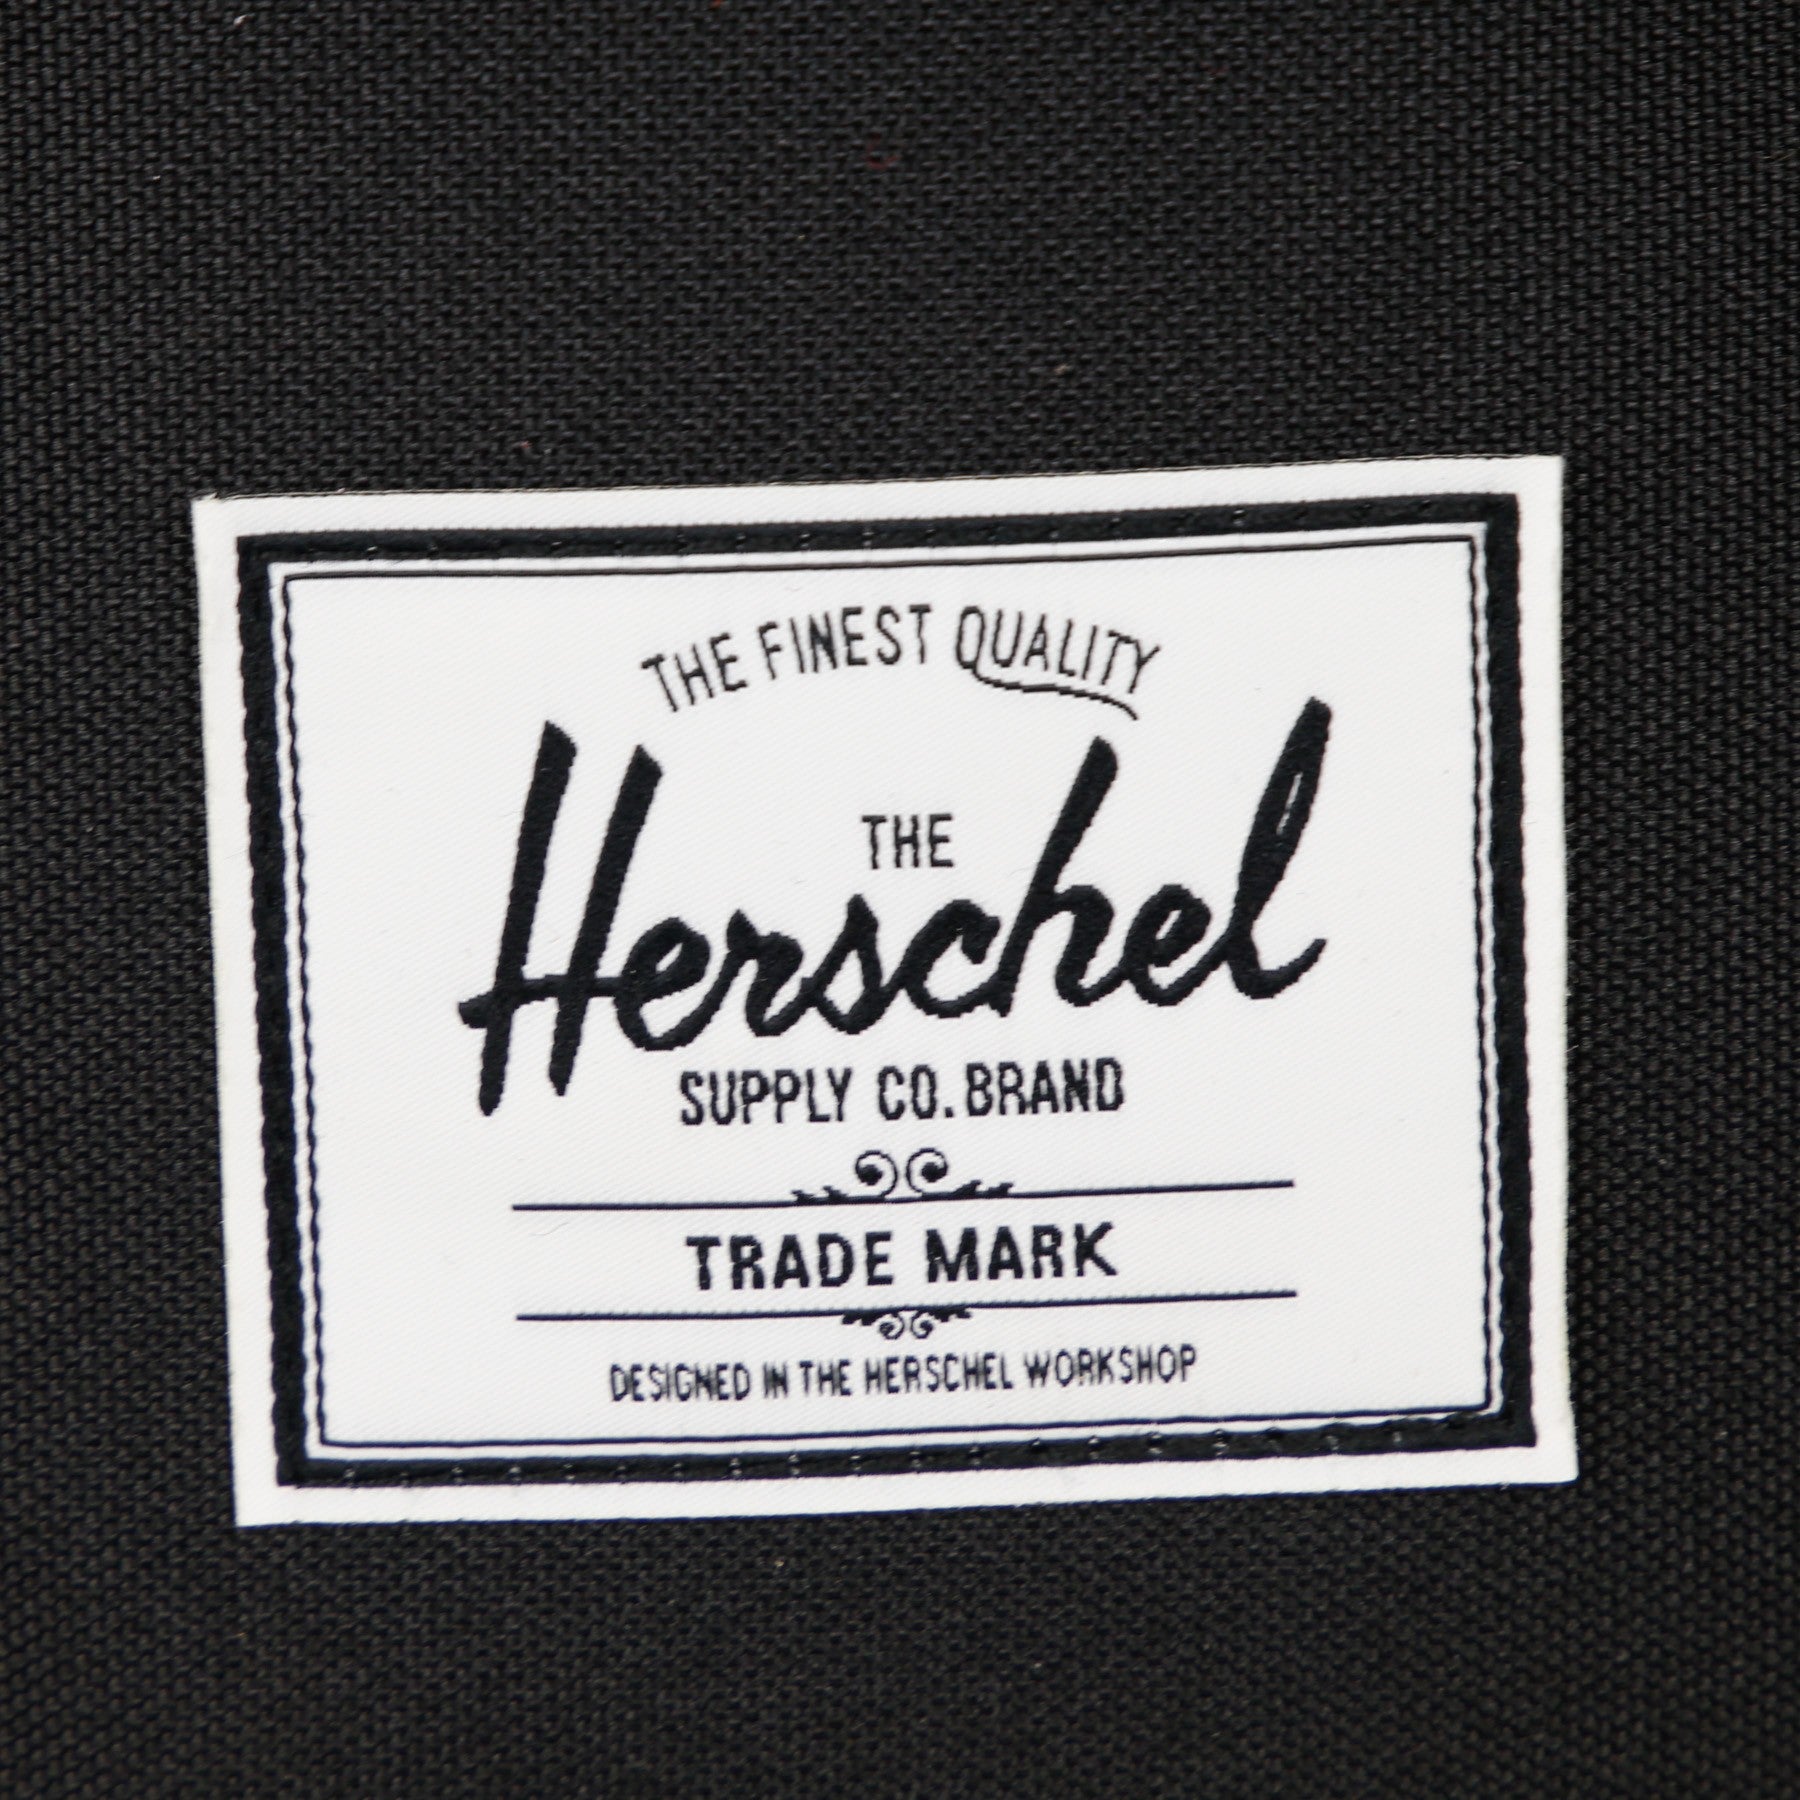 THE FINEST QUALITY
THE
Herschel
SUPPLY CO. BRAND
TRADE MARK
DESIGNED IN THE HERSCHEL WORKSHOP